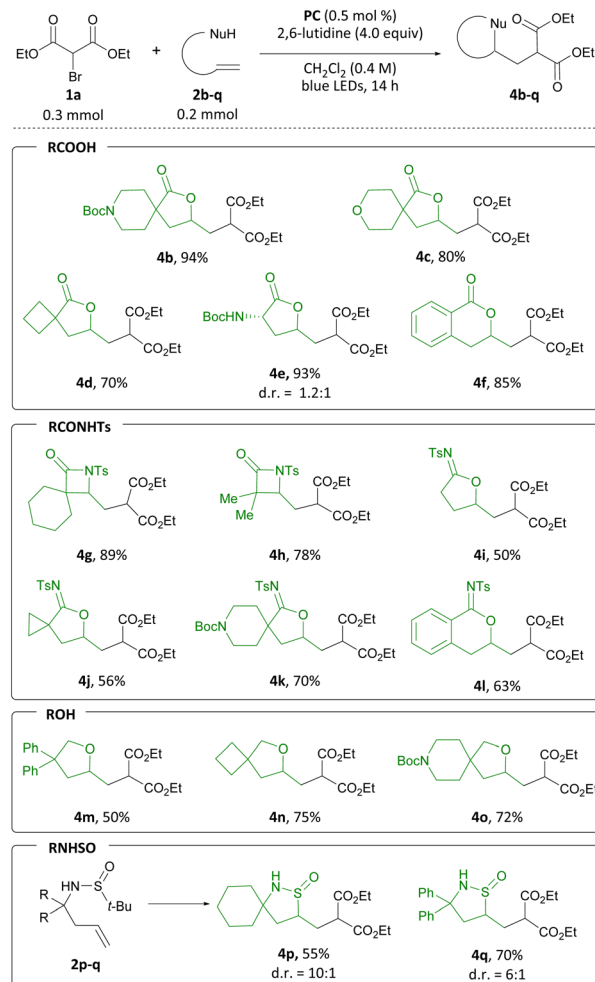 EtO
O
O
OEt
Br
1a
0.3 mmol
+
NuH
2b-q
0.2 mmol
PC (0.5 mol %)
2,6-lutidine (4.0 equiv)
CH2Cl2 (0.4 M)
blue LEDs, 14 h
Nu
O
OEt
OEt
O
4b-q
RCOOH
BocN
O
O
CO2Et
CO2Et
4b, 94%
O
O
O
CO2Et
CO2Et
4c, 80%
O
O
CO2Et
CO2Et
4d, 70%
BocHN
O
O
CO2Et
CO2Et
4e, 93%
d.r. = 1.2:1
O
O
CO2Et
CO2Et
4f, 85%
RCONHTs
O
N
Ts
CO2Et
CO2Et
4g, 89%
O
N
Ts
Me
Me
CO2Et
CO2Et
4h, 78%
TsN
O
CO2Et
CO2Et
4i, 50%
TsN
O
CO2Et
CO2Et
4j, 56%
TsN
BocN
O
CO2Et
CO2Et
4k, 70%
NTs
O
CO2Et
CO2Et
4l, 63%
ROH
Ph
Ph
O
CO2Et
CO2Et
4m, 50%
O
CO2Et
CO2Et
4n, 75%
BocN
O
CO2Et
CO2Et
4o, 72%
RNHSO
R
R
HN
S
O
t-Bu
2p-q
H
N
S
O
CO2Et
CO2Et
4p, 55%
d.r. = 10:1
Ph
Ph
H
N
S
O
CO2Et
CO2Et
4q, 70%
d.r. = 6:1